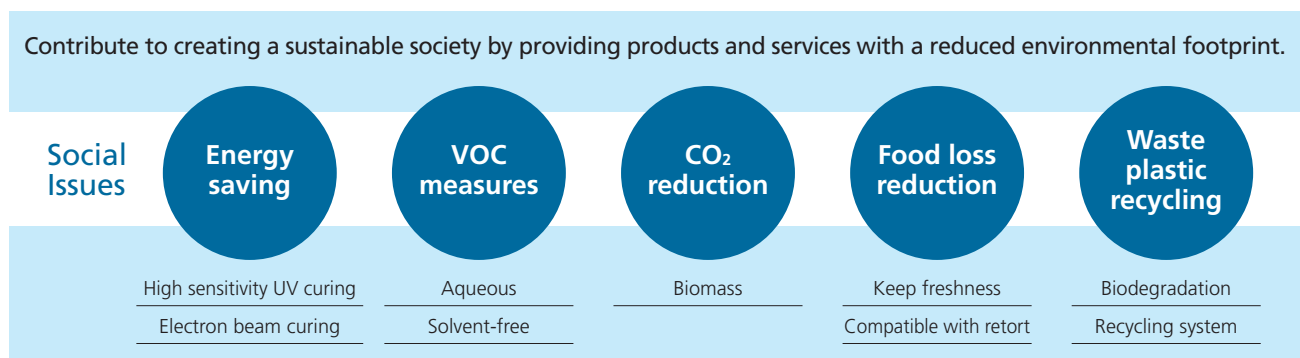 Contribute to creating a sustainable society by providing products and services with a reduced environmental footprint.
Social
Issues
Energy
saving
VOC
measures
CO₂
reduction
Food loss
reduction
Waste
plastic
recycling
High sensitivity UV curing
Electron beam curing
Aqueous
Solvent-free
Biomass
Keep freshness
Compatible with retort
Biodegradation
Recycling system